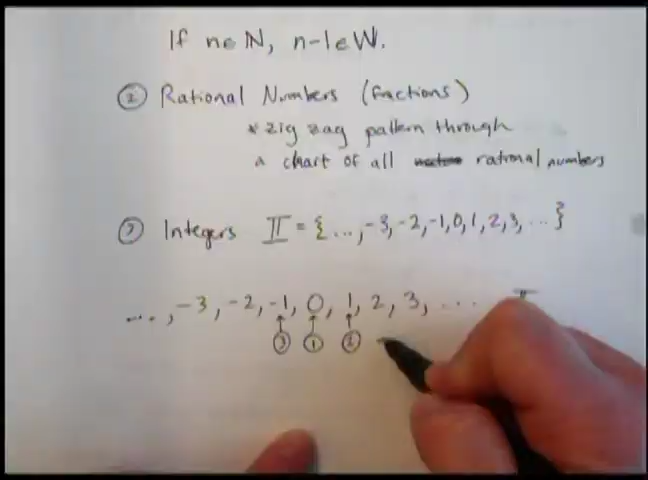 If n∈ℕ, n-1∈W.
② Rational Numbers (fractions)
*zig zag pattern through
a chart of all rational numbers
③ Integers 𝕀 = {..., -3, -2, -1, 0, 1, 2, 3, ...}
..., -3, -2, -1, 0, 1, 2, 3, ...
③ ① ②